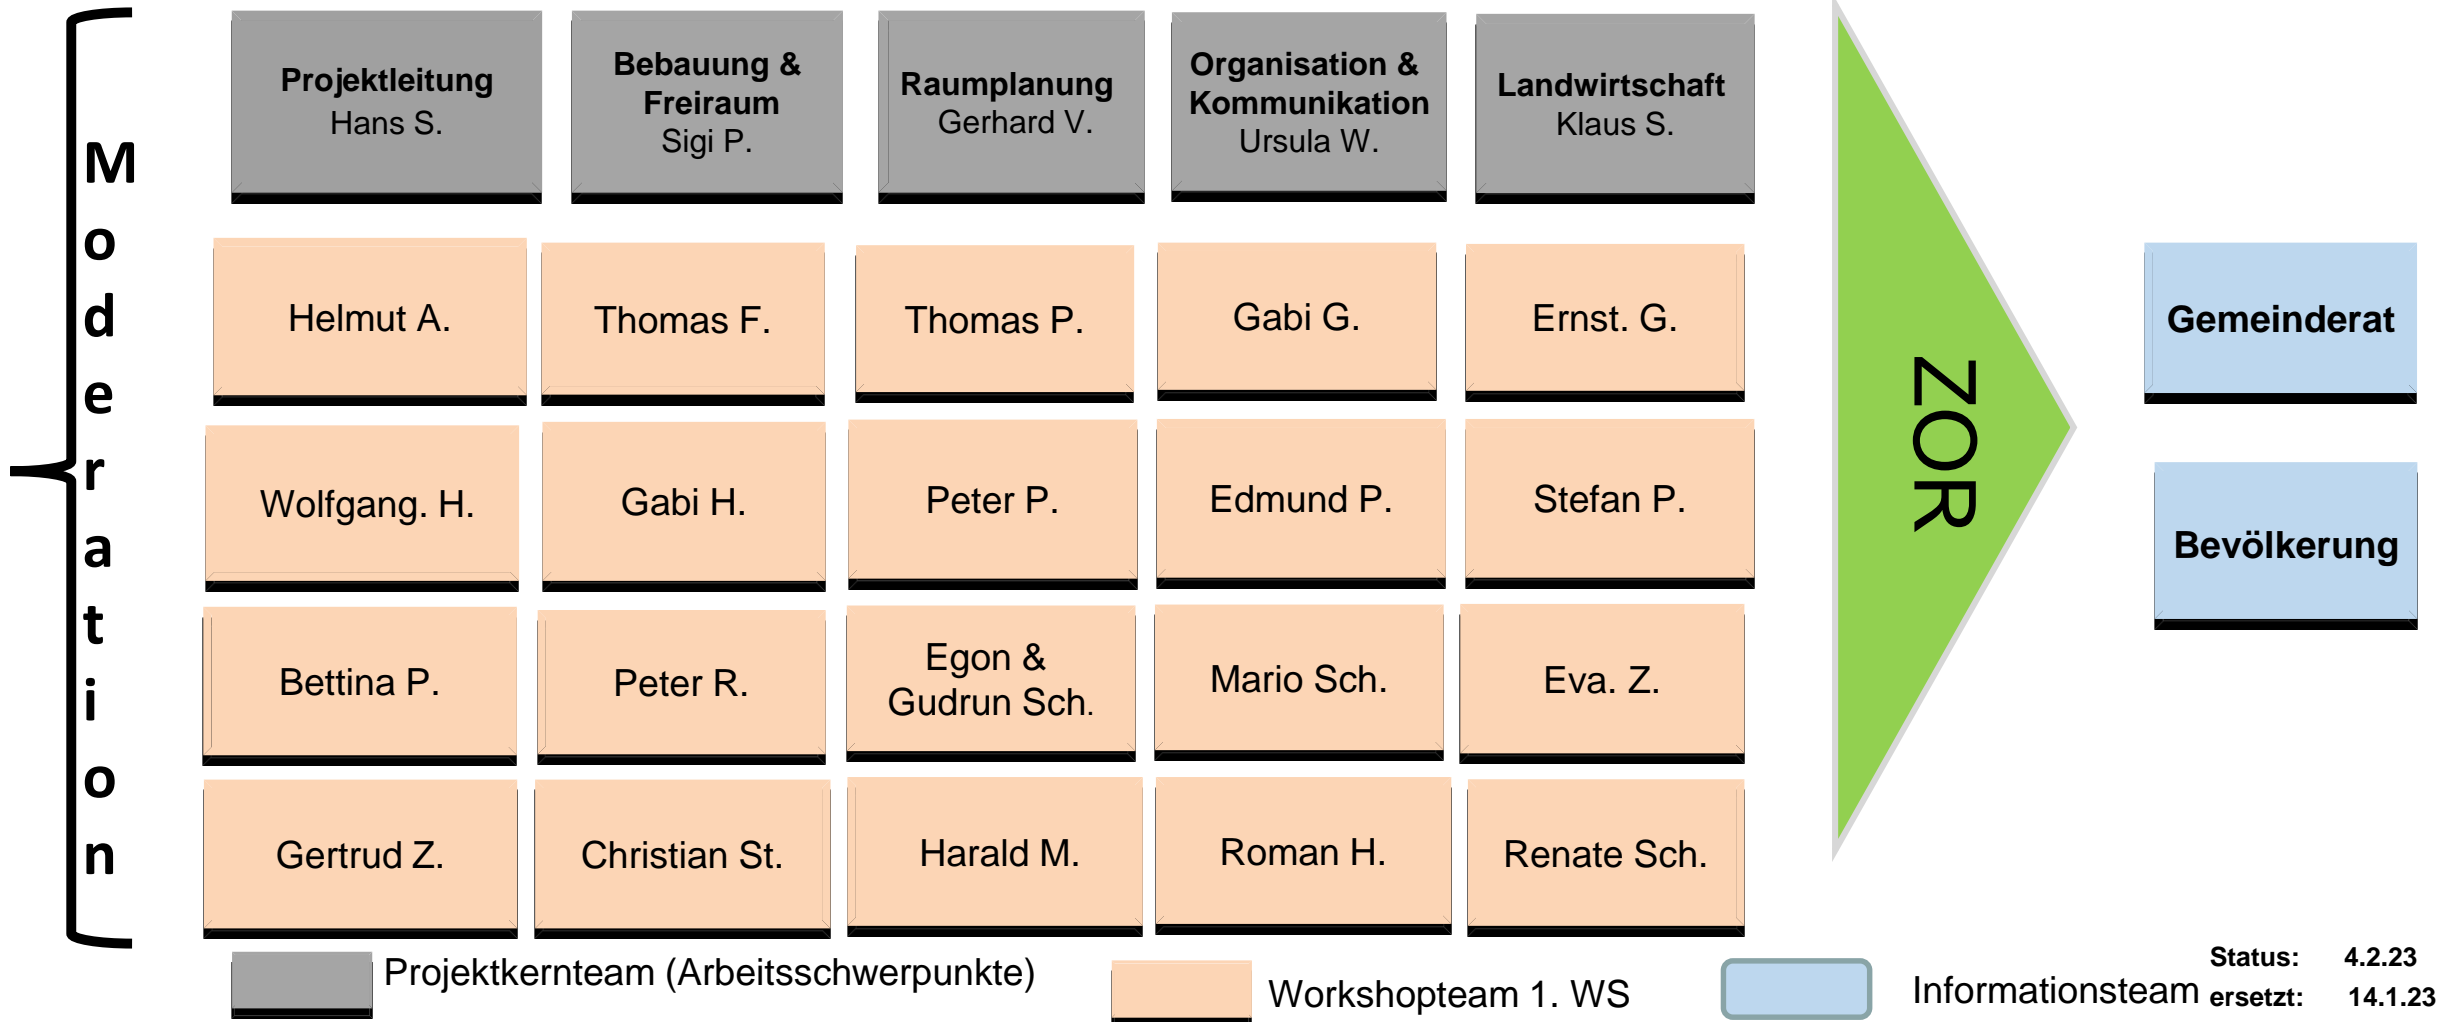 Moderation
Projektleitung
Hans S.
Bebauung &
Freiraum
Sigi P.
Raumplanung
Gerhard V.
Organisation &
Kommunikation
Ursula W.
Landwirtschaft
Klaus S.
Helmut A.
Thomas F.
Thomas P.
Gabi G.
Ernst. G.
Wolfgang. H.
Gabi H.
Peter P.
Edmund P.
Stefan P.
Bettina P.
Peter R.
Egon &
Gudrun Sch.
Mario Sch.
Eva. Z.
Gertrud Z.
Christian St.
Harald M.
Roman H.
Renate Sch.
ZOR
Gemeinderat
Bevölkerung
Projektkernteam (Arbeitsschwerpunkte)
Workshopteam 1. WS
Informationsteam
Status: 4.2.23
ersetzt: 14.1.23